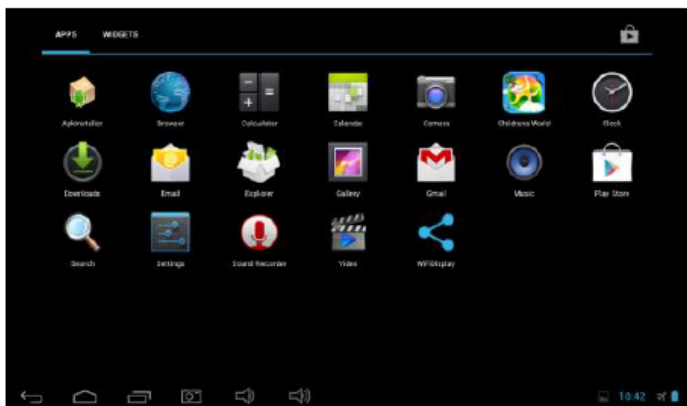 APPS WIDGETS
ApkInstaller Browser Calculator Calendar Camera Childrens World Clock
Downloads Email Explorer Gallery Gmail Music Play Store
Search Settings Sound Recorder Video WiFiDisplay
10:42